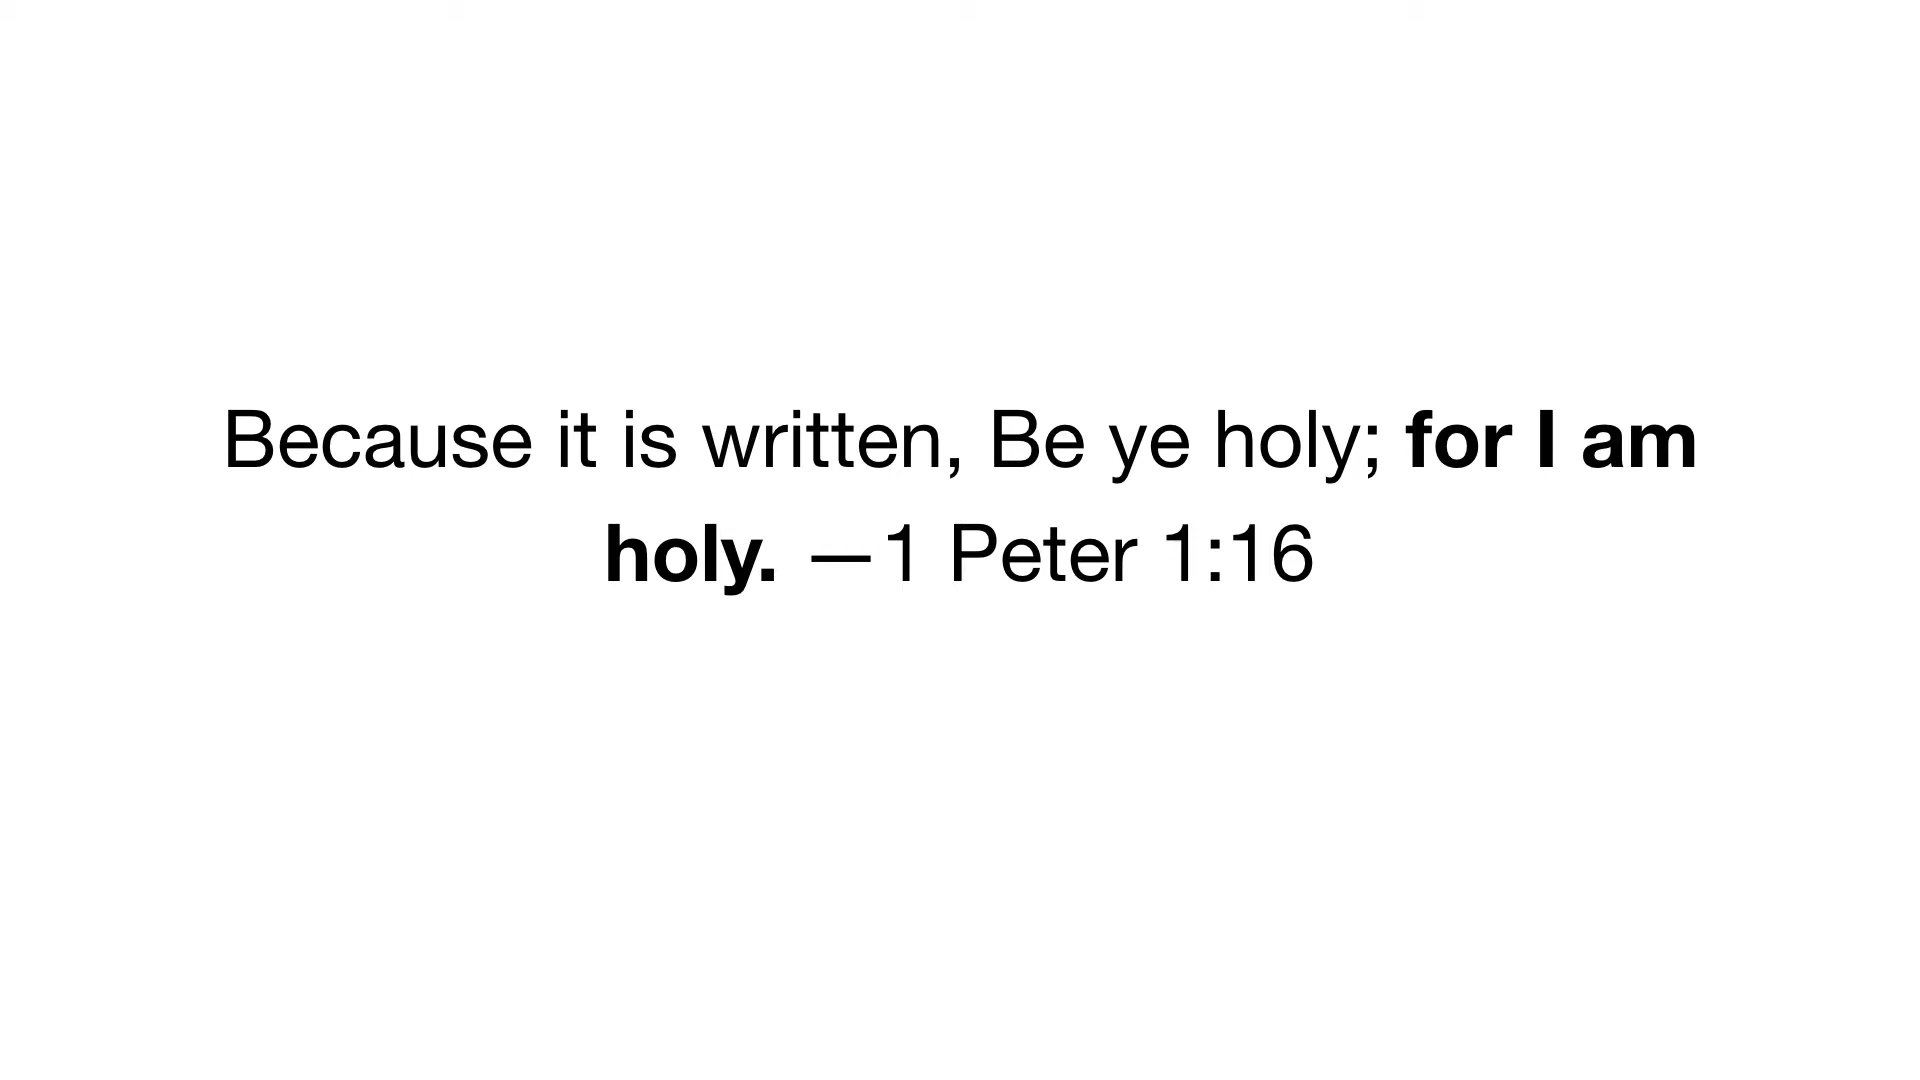 Because it is written, Be ye holy; for I am
holy. —1 Peter 1:16